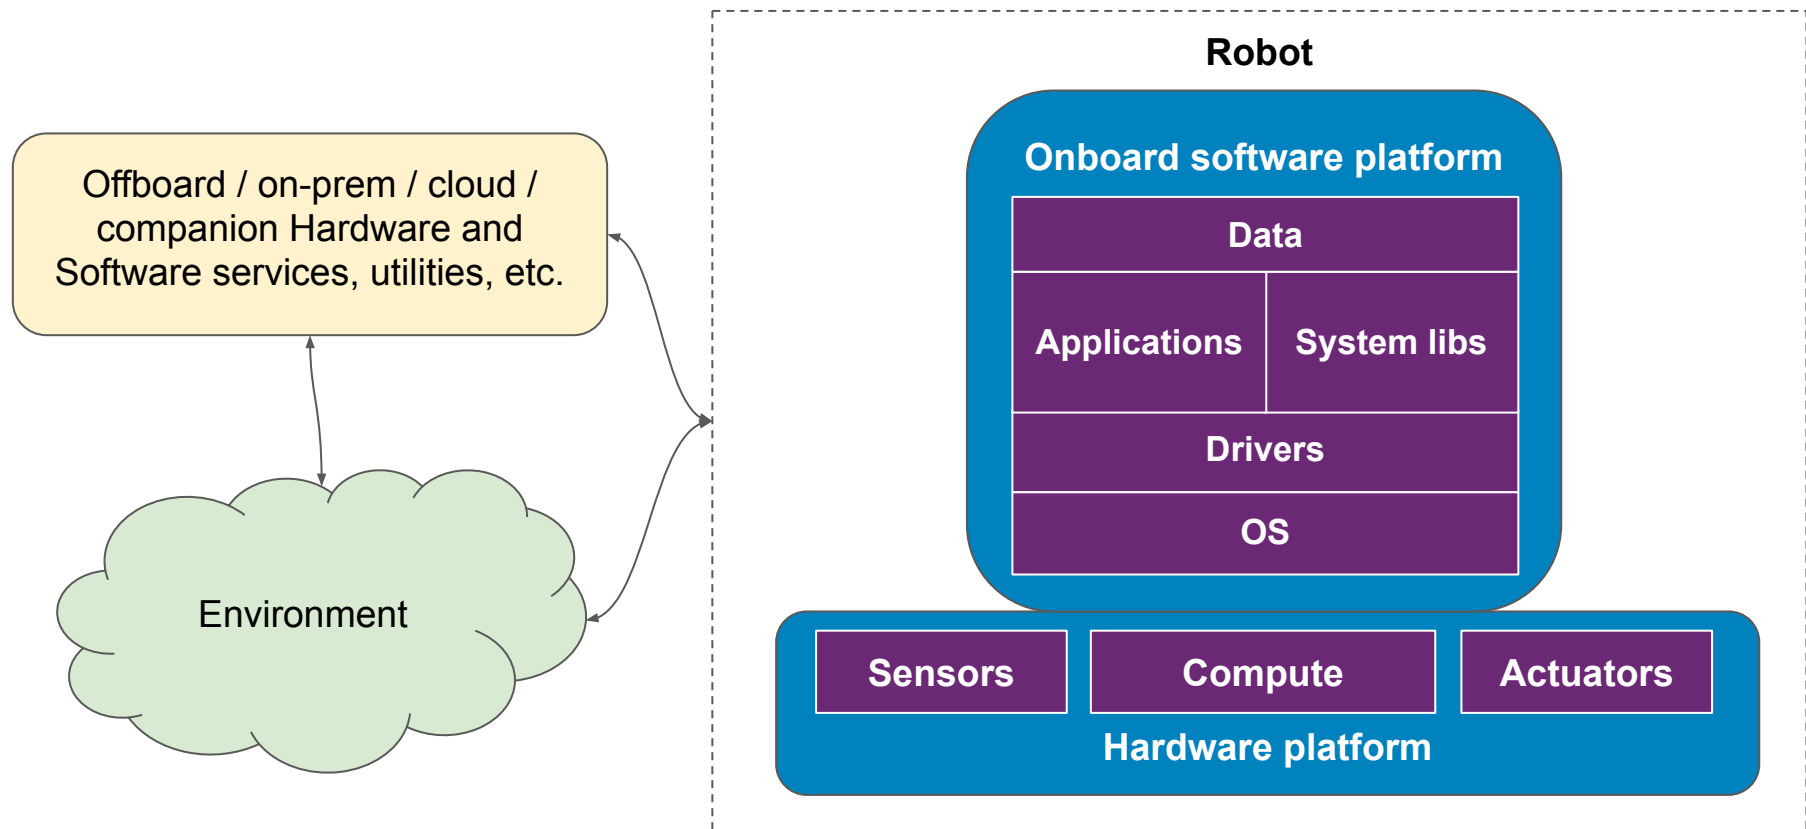 Robot
Offboard / on-prem / cloud /
companion Hardware and
Software services, utilities, etc.
Environment
Onboard software platform
Data
Applications
System libs
Drivers
OS
Sensors
Compute
Actuators
Hardware platform